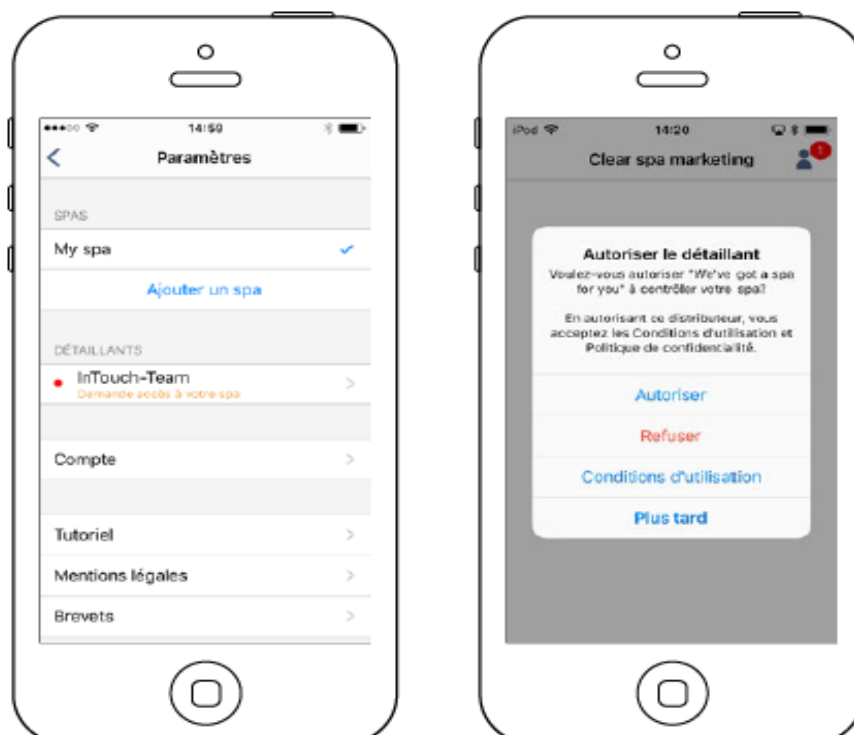 14:59
Paramètres
SPAS
My spa
Ajouter un spa
DÉTAILLANTS
InTouch-Team
Demande accès à votre spa
Compte
Tutoriel
Mentions légales
Brevets
iPod
14:20
Clear spa marketing
1
Autoriser le détaillant
Voulez-vous autoriser "We've got a spa
for you" à contrôller votre spa?
En autorisant ce distributeur, vous
acceptez les Conditions d'utilisation et
Politique de confidentialité.
Autoriser
Refuser
Conditions d'utilisation
Plus tard